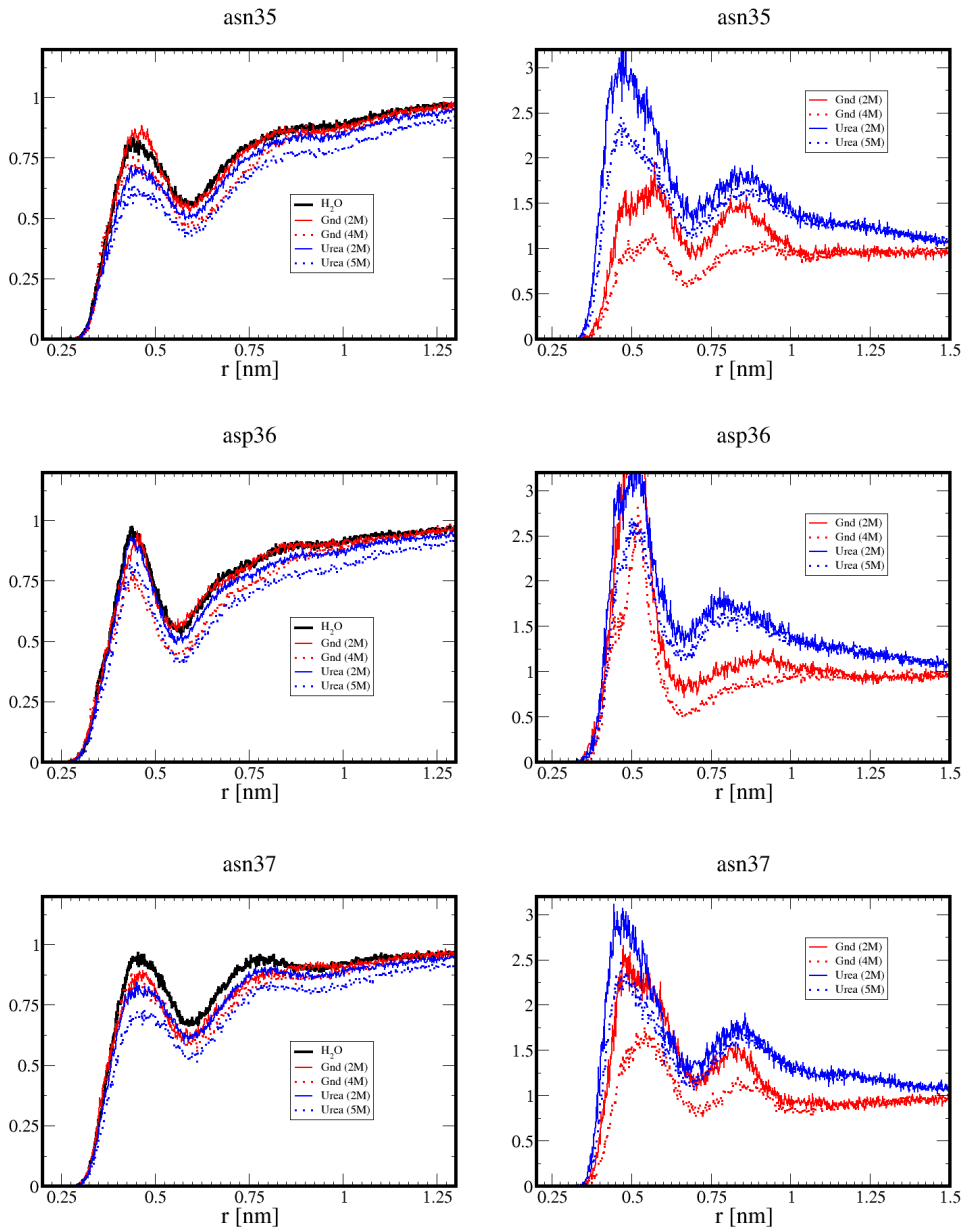 asn35
1
0.75
0.5
0.25
0
0.25 0.5 0.75 1 1.25
r [nm]
H2O
Gnd (2M)
Gnd (4M)
Urea (2M)
Urea (5M)
asn35
3
2.5
2
1.5
1
0.5
0
0.25 0.5 0.75 1 1.25 1.5
r [nm]
Gnd (2M)
Gnd (4M)
Urea (2M)
Urea (5M)
asp36
1
0.75
0.5
0.25
0
0.25 0.5 0.75 1 1.25
r [nm]
H2O
Gnd (2M)
Gnd (4M)
Urea (2M)
Urea (5M)
asp36
3
2.5
2
1.5
1
0.5
0
0.25 0.5 0.75 1 1.25 1.5
r [nm]
Gnd (2M)
Gnd (4M)
Urea (2M)
Urea (5M)
asn37
1
0.75
0.5
0.25
0
0.25 0.5 0.75 1 1.25
r [nm]
H2O
Gnd (2M)
Gnd (4M)
Urea (2M)
Urea (5M)
asn37
3
2.5
2
1.5
1
0.5
0
0.25 0.5 0.75 1 1.25 1.5
r [nm]
Gnd (2M)
Gnd (4M)
Urea (2M)
Urea (5M)